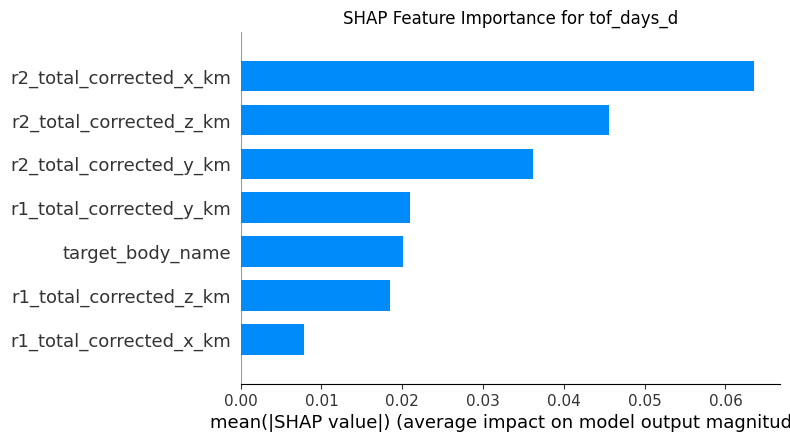 SHAP Feature Importance for tof_days_d
r2_total_corrected_x_km
r2_total_corrected_z_km
r2_total_corrected_y_km
r1_total_corrected_y_km
target_body_name
r1_total_corrected_z_km
r1_total_corrected_x_km
0.00 0.01 0.02 0.03 0.04 0.05 0.06
mean(|SHAP value|) (average impact on model output magnitud